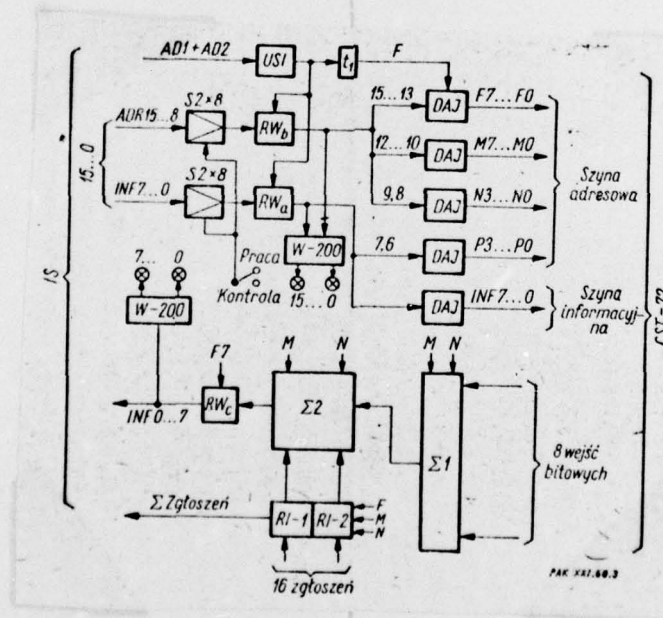 AD1+AD2
USI
t₁
F
15...13
DAJ
F7...F0
S2×8
ADR15...8
RWb
12...10
DAJ
M7...M0
15...0
S2×8
INF7...0
RWa
9,8
DAJ
N3...N0
Szyna
adresowa
7...0
Praca
Kontrola
W-200
15...0
7,6
DAJ
P3...P0
IS
W-200
DAJ
INF7...0
Szyna
informacyj-
na
F7
M
N
M
N
INF0...7
RWc
Σ2
Σ1
8 wejść
bitowych
Σ Zgłoszeń
RI-1
RI-2
F
M
N
16 zgłoszeń
PAK XXI.60.3